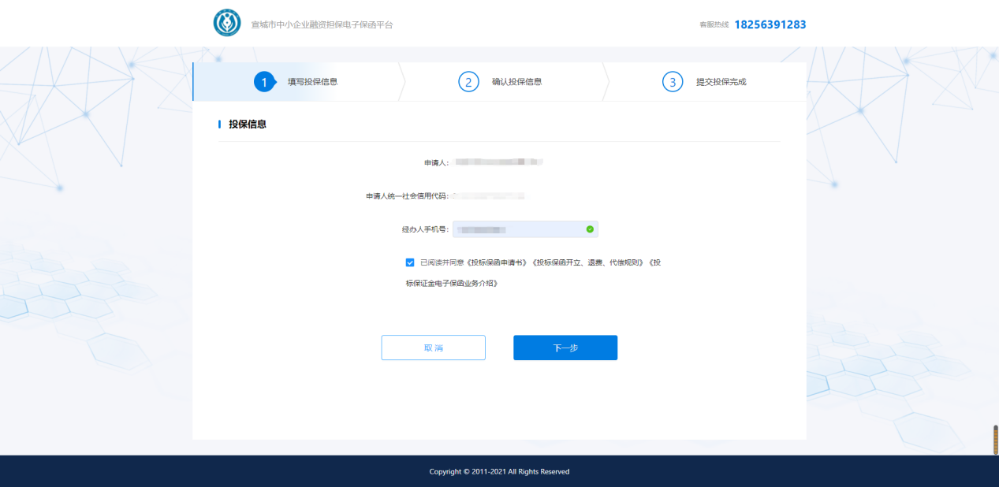 宣城市中小企业融资担保电子保函平台
客服热线 18256391283
1 填写投保信息
2 确认投保信息
3 提交投保完成
投保信息
申请人:
申请人统一社会信用代码:
经办人手机号:
已阅读并同意《投标保函申请书》《投标保函开立、退费、代偿规则》《投
标保证金电子保函业务介绍》
取 消
下一步
Copyright © 2011-2021 All Rights Reserved